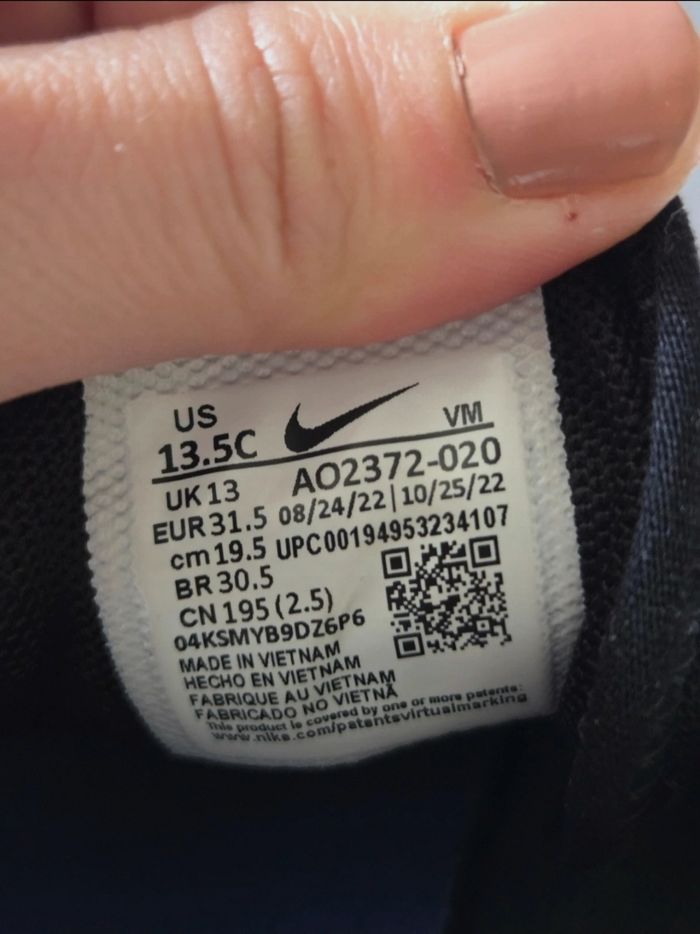 US
13.5C
VM
UK 13
AO2372-020
EUR 31.5
08/24/22|10/25/22
cm 19.5
UPC00194953234107
BR 30.5
CN 195 (2.5)
04KSMYB9DZ6P6
MADE IN VIETNAM
HECHO EN VIETNAM
FABRIQUE AU VIETNAM
FABRICADO NO VIETNÃ
This product is covered by one or more patents:
www.nike.com/patentsvirtualmarking